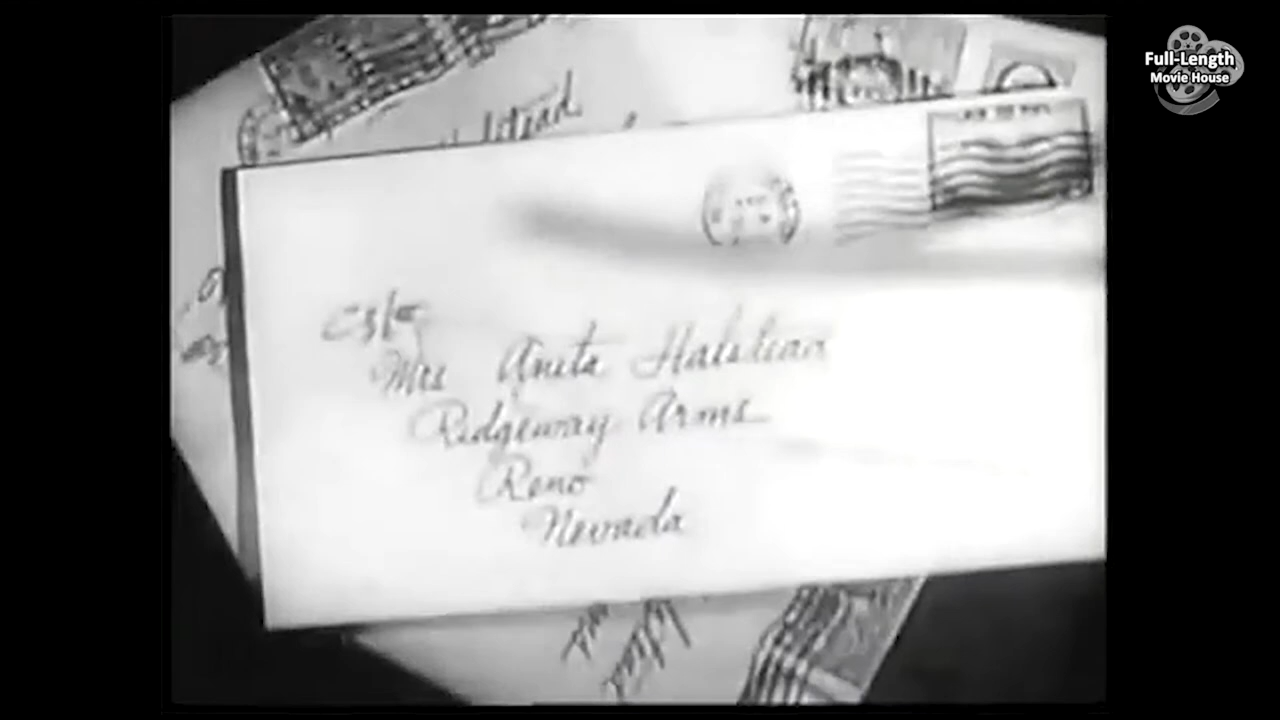 Full-Length
Movie House
Mrs Anita Halstead
Ridgeway Arms
Reno
Nevada